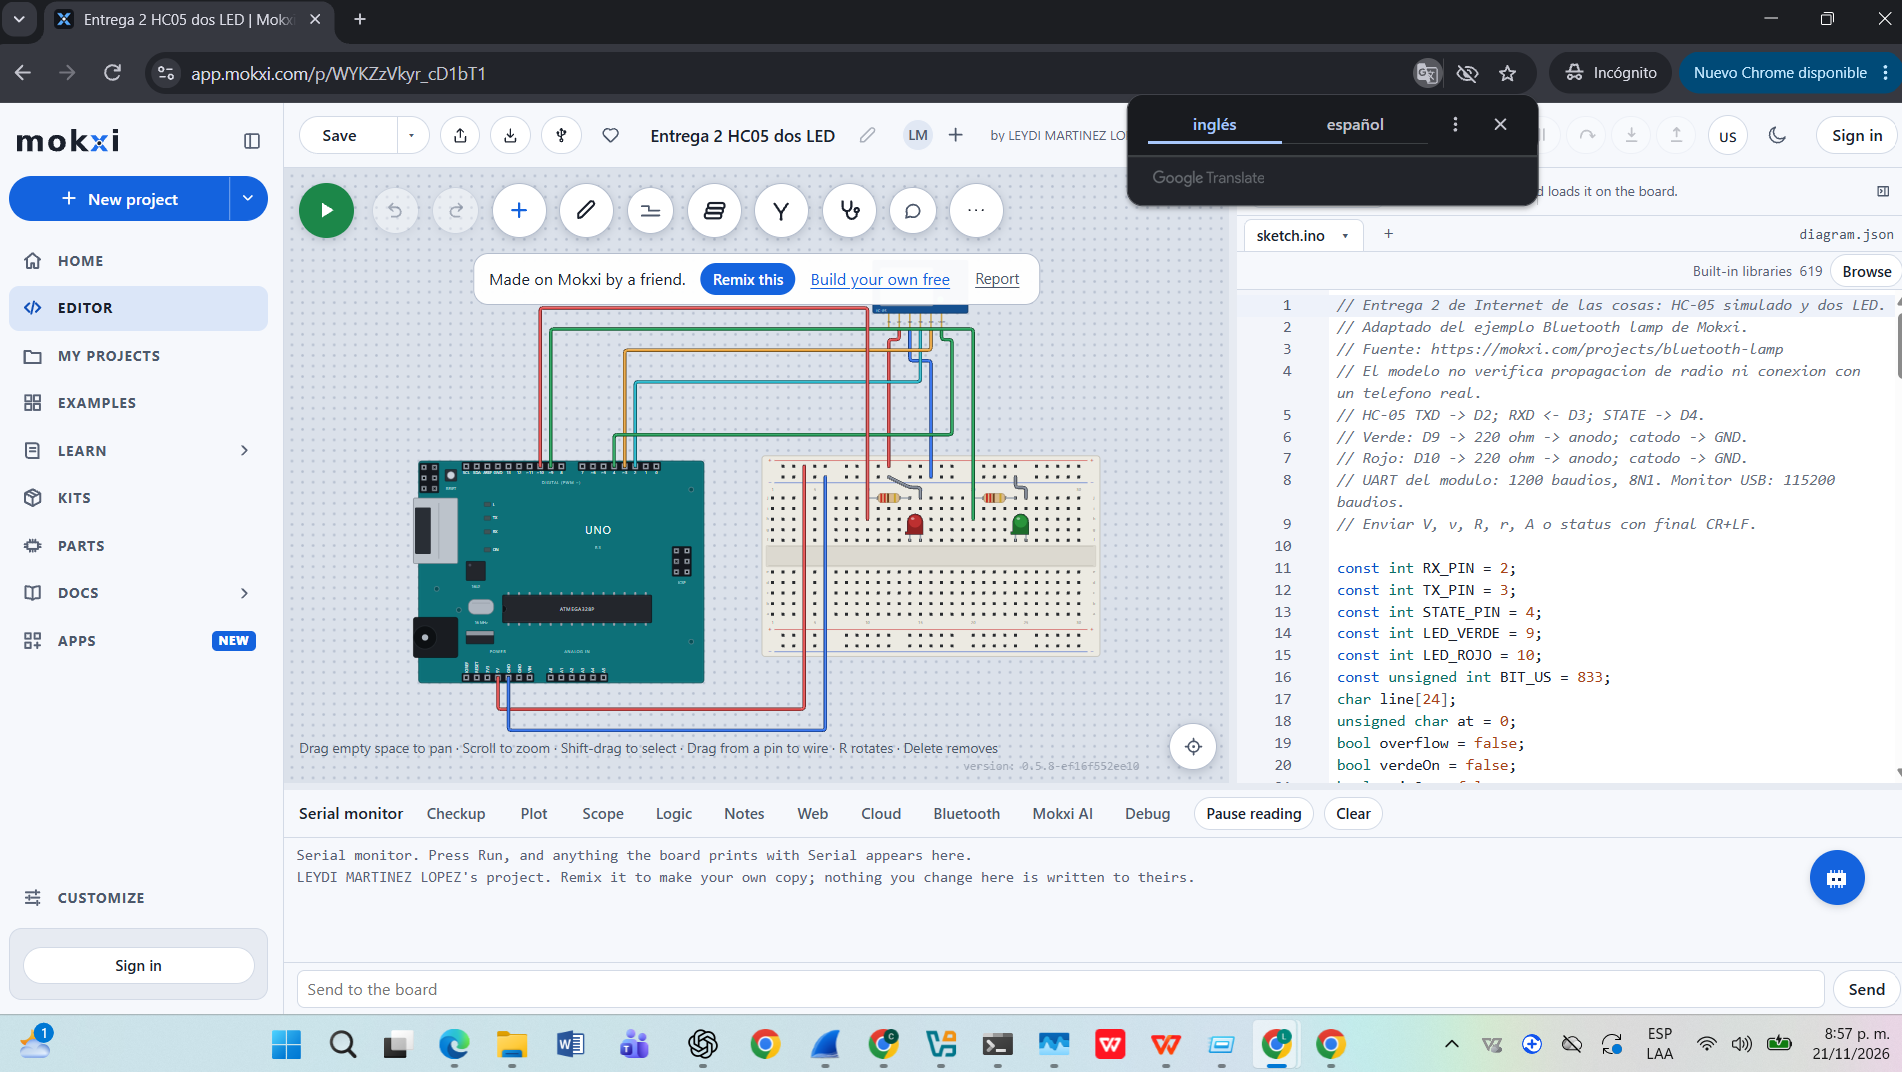 Entrega 2 HC05 dos LED | Mokx
app.mokxi.com/p/WYKZzVkyr_cD1bT1
Incógnito
Nuevo Chrome disponible
inglés
español
Google Translate
mokxi
Save
Entrega 2 HC05 dos LED
LM
by LEYDI MARTINEZ LO
US
Sign in
New project
d loads it on the board.
HOME
EDITOR
MY PROJECTS
EXAMPLES
LEARN
KITS
PARTS
DOCS
APPS
NEW
CUSTOMIZE
Sign in
Made on Mokxi by a friend.
Remix this
Build your own free
Report
UNO
ATMEGA328P
DIGITAL (PWM ~)
POWER
ANALOG IN
Drag empty space to pan · Scroll to zoom · Shift-drag to select · Drag from a pin to wire · R rotates · Delete removes
version: 0.5.8-ef16f552ee10
sketch.ino
diagram.json
Built-in libraries 619
Browse
1 // Entrega 2 de Internet de las cosas: HC-05 simulado y dos LED.
2 // Adaptado del ejemplo Bluetooth lamp de Mokxi.
3 // Fuente: https://mokxi.com/projects/bluetooth-lamp
4 // El modelo no verifica propagacion de radio ni conexion con
un telefono real.
5 // HC-05 TXD -> D2; RXD <- D3; STATE -> D4.
6 // Verde: D9 -> 220 ohm -> anodo; catodo -> GND.
7 // Rojo: D10 -> 220 ohm -> anodo; catodo -> GND.
8 // UART del modulo: 1200 baudios, 8N1. Monitor USB: 115200
baudios.
9 // Enviar V, v, R, r, A o status con final CR+LF.
10
11 const int RX_PIN = 2;
12 const int TX_PIN = 3;
13 const int STATE_PIN = 4;
14 const int LED_VERDE = 9;
15 const int LED_ROJO = 10;
16 const unsigned int BIT_US = 833;
17 char line[24];
18 unsigned char at = 0;
19 bool overflow = false;
20 bool verdeOn = false;
Serial monitor
Checkup
Plot
Scope
Logic
Notes
Web
Cloud
Bluetooth
Mokxi AI
Debug
Pause reading
Clear
Serial monitor. Press Run, and anything the board prints with Serial appears here.
LEYDI MARTINEZ LOPEZ's project. Remix it to make your own copy; nothing you change here is written to theirs.
Send to the board
Send
1
ESP
LAA
8:57 p. m.
21/11/2026